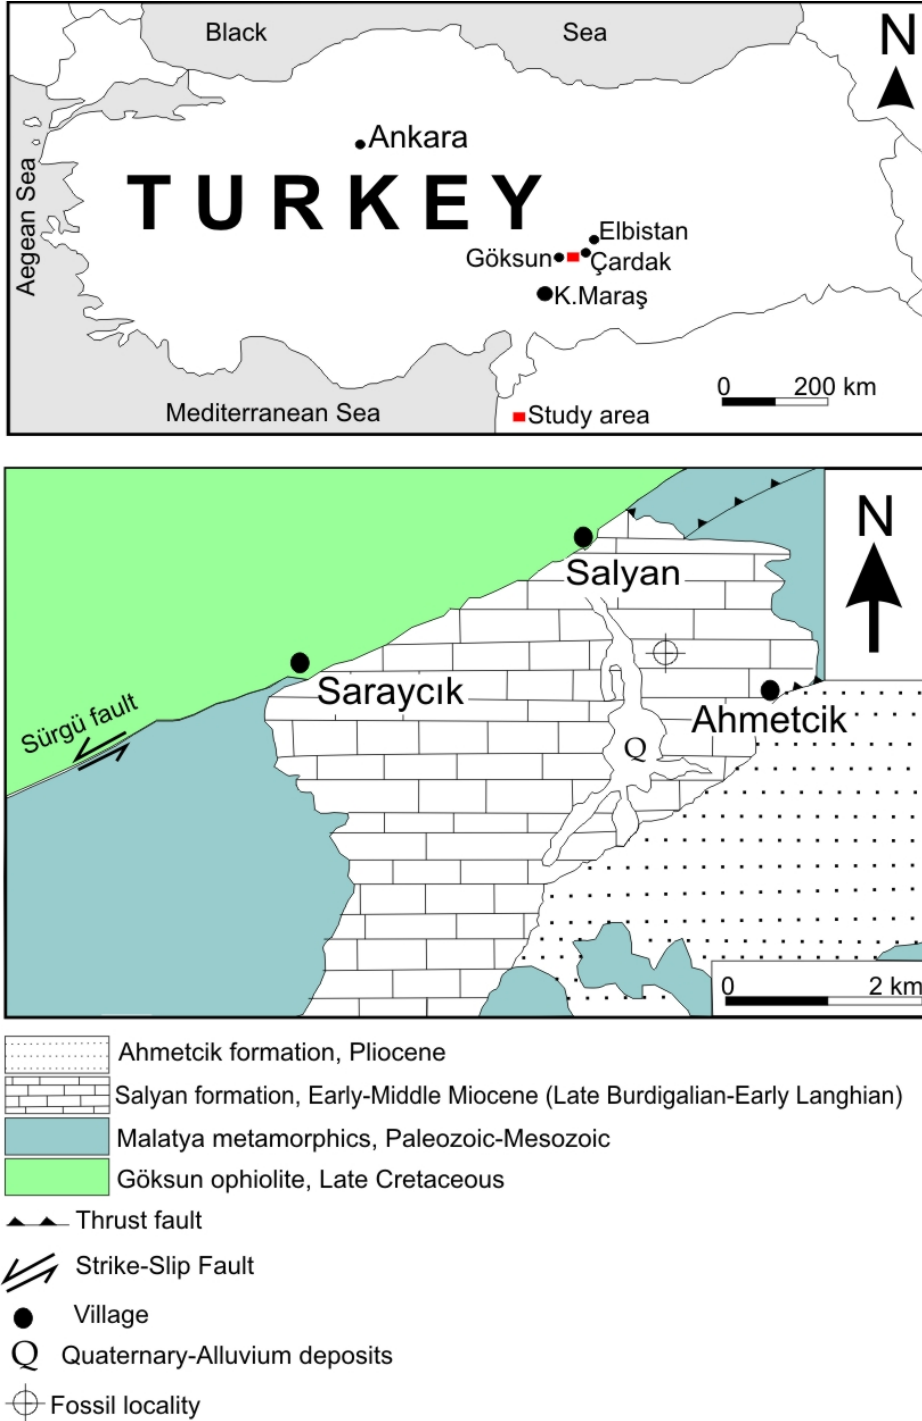 Black Sea
N
Aegean Sea
Ankara
TURKEY
Elbistan
Göksun
Çardak
K.Maraş
0 200 km
Mediterranean Sea
Study area
N
Salyan
Saraycık
Ahmetcik
Sürgü fault
Q
0 2 km
Ahmetcik formation, Pliocene
Salyan formation, Early-Middle Miocene (Late Burdigalian-Early Langhian)
Malatya metamorphics, Paleozoic-Mesozoic
Göksun ophiolite, Late Cretaceous
Thrust fault
Strike-Slip Fault
Village
Q Quaternary-Alluvium deposits
Fossil locality